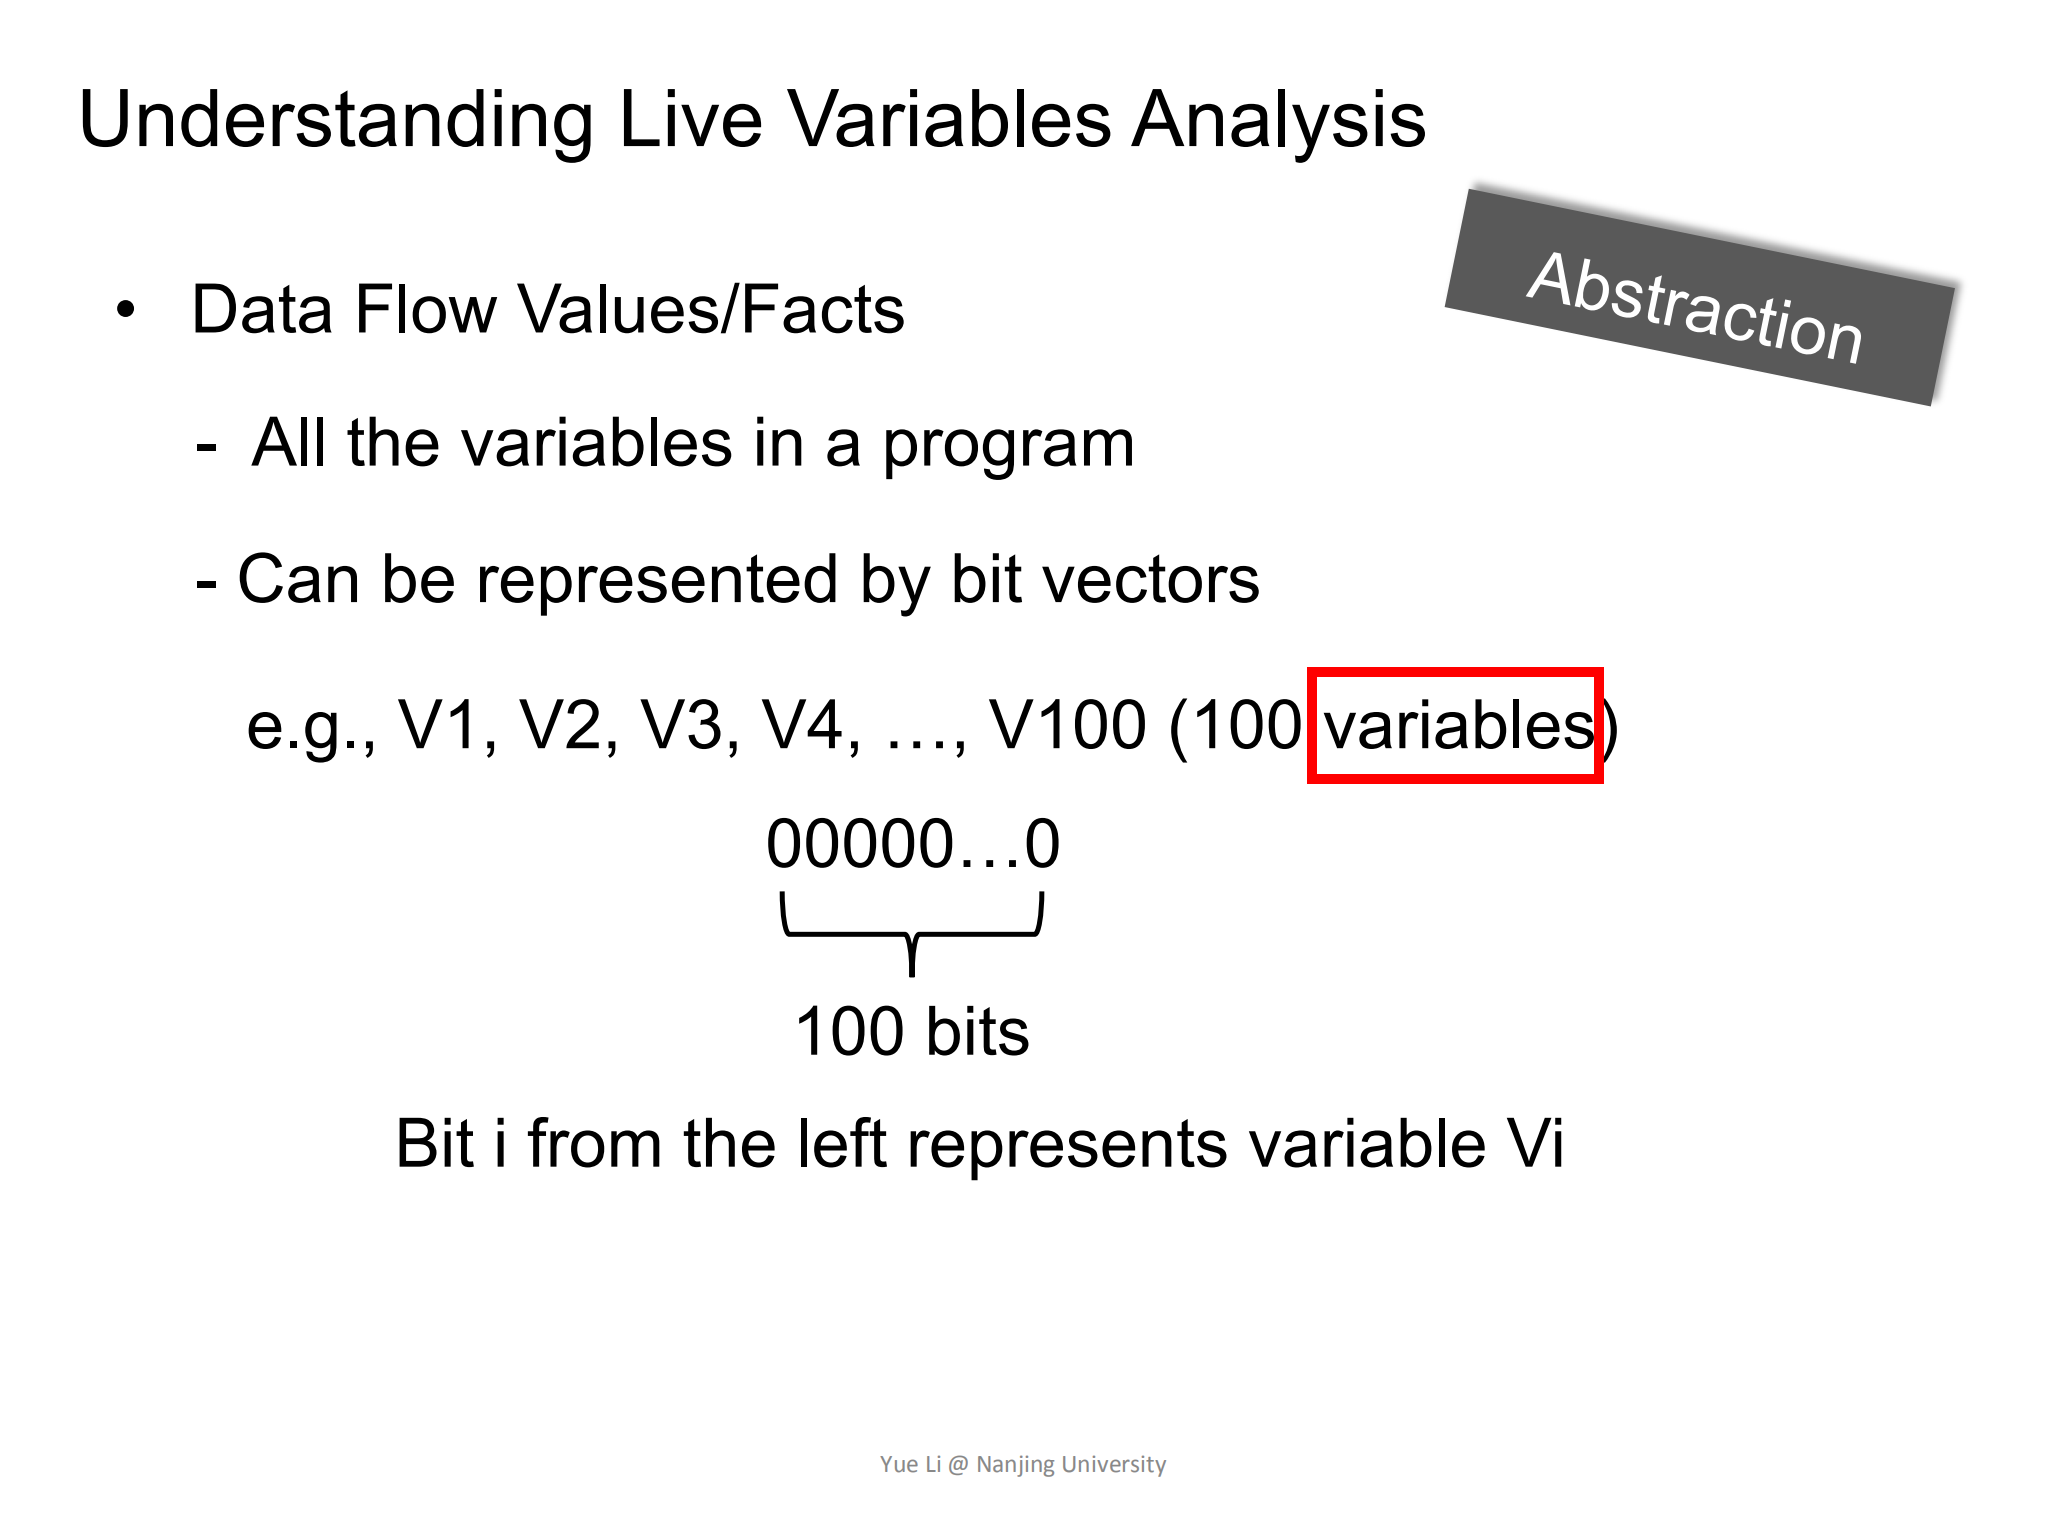 Understanding Live Variables Analysis
Abstraction
• Data Flow Values/Facts
- All the variables in a program
- Can be represented by bit vectors
e.g., V1, V2, V3, V4, …, V100 (100 variables)
00000…0
100 bits
Bit i from the left represents variable Vi
Yue Li @ Nanjing University